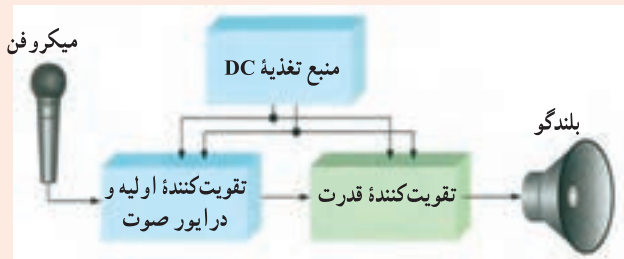 میکروفن
منبع تغذیهٔ DC
بلندگو
تقویت‌کنندهٔ اولیه و
درایور صوت
تقویت‌کنندهٔ قدرت